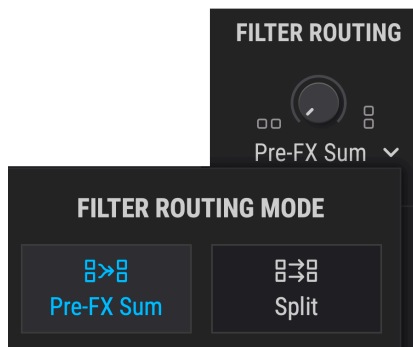 FILTER ROUTING
Pre-FX Sum
FILTER ROUTING MODE
Pre-FX Sum
Split